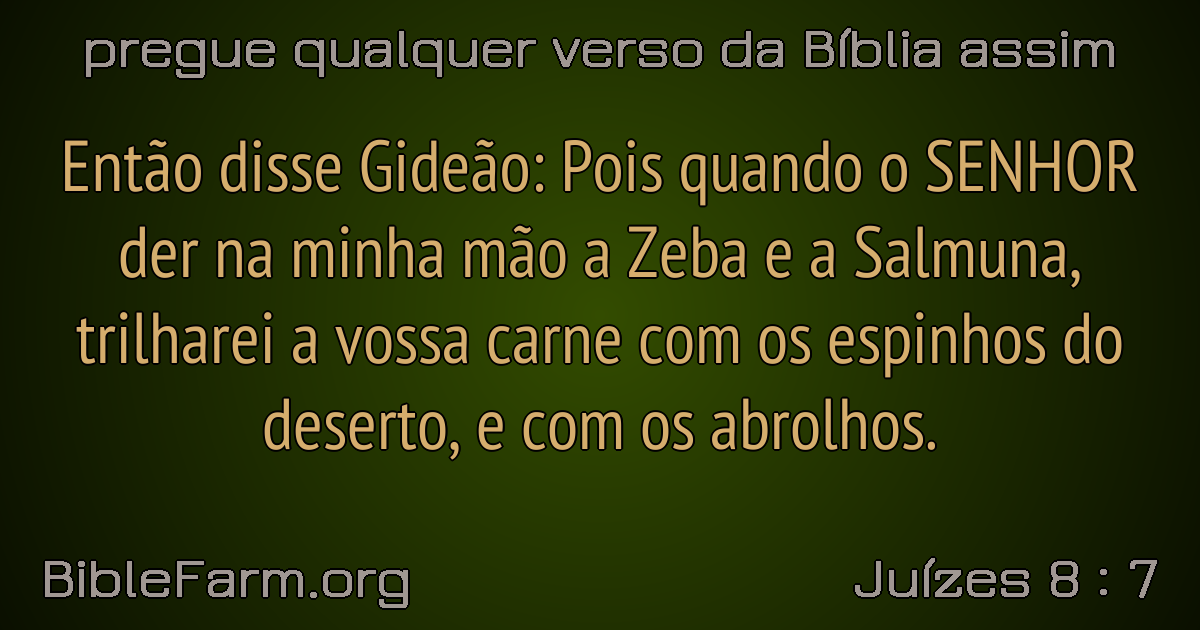 pregue qualquer verso da Bíblia assim
Então disse Gideão: Pois quando o SENHOR
der na minha mão a Zeba e a Salmuna,
trilharei a vossa carne com os espinhos do
deserto, e com os abrolhos.
BibleFarm.org
Juízes 8 : 7